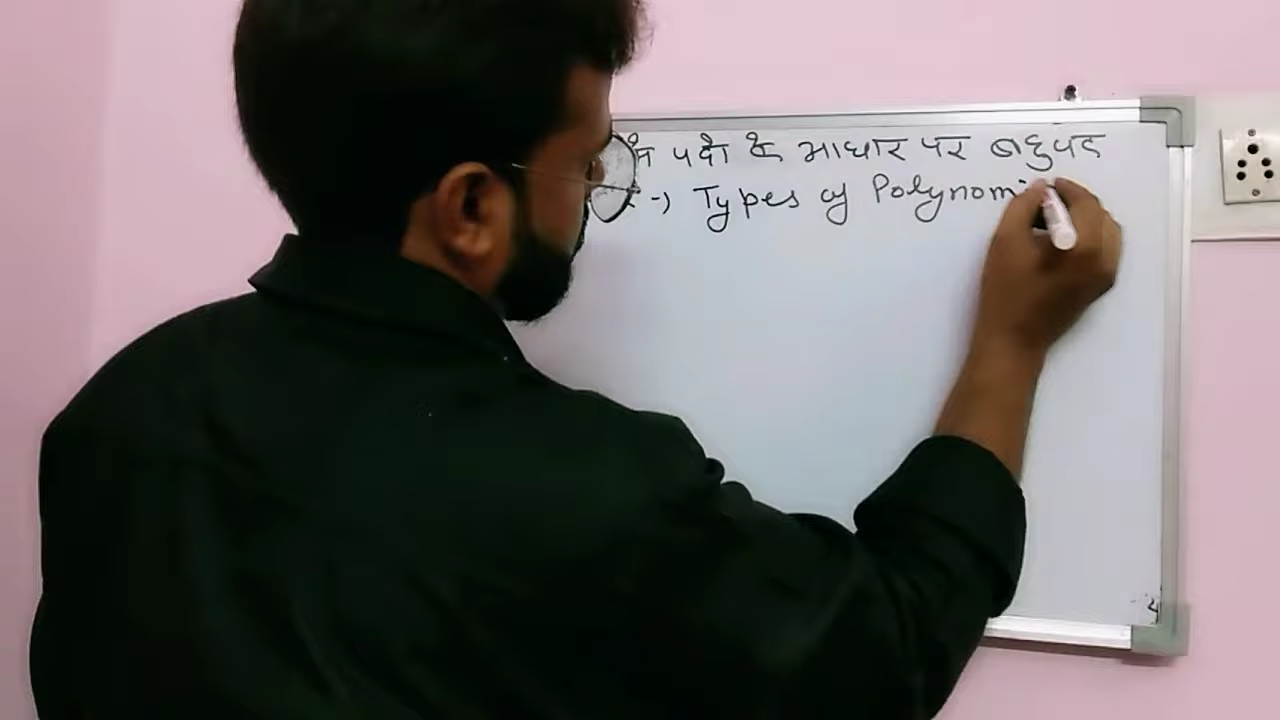 पदों के आधार पर बहुपद
:-) Types of Polynomi